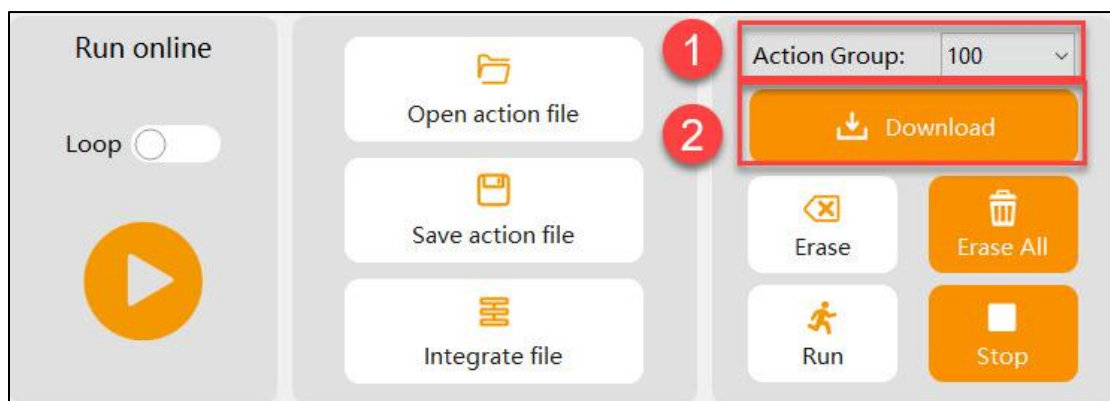 Run online
Loop
Open action file
Save action file
Integrate file
1
Action Group: 100
2
Download
Erase
Erase All
Run
Stop